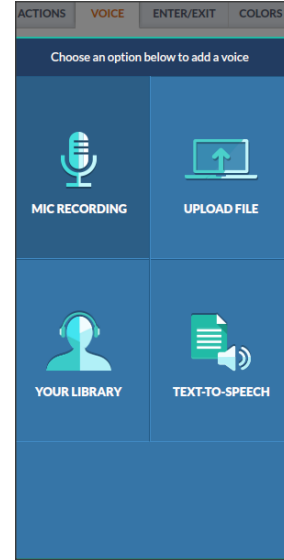 ACTIONS VOICE ENTER/EXIT COLORS
Choose an option below to add a voice
MIC RECORDING UPLOAD FILE
YOUR LIBRARY TEXT-TO-SPEECH